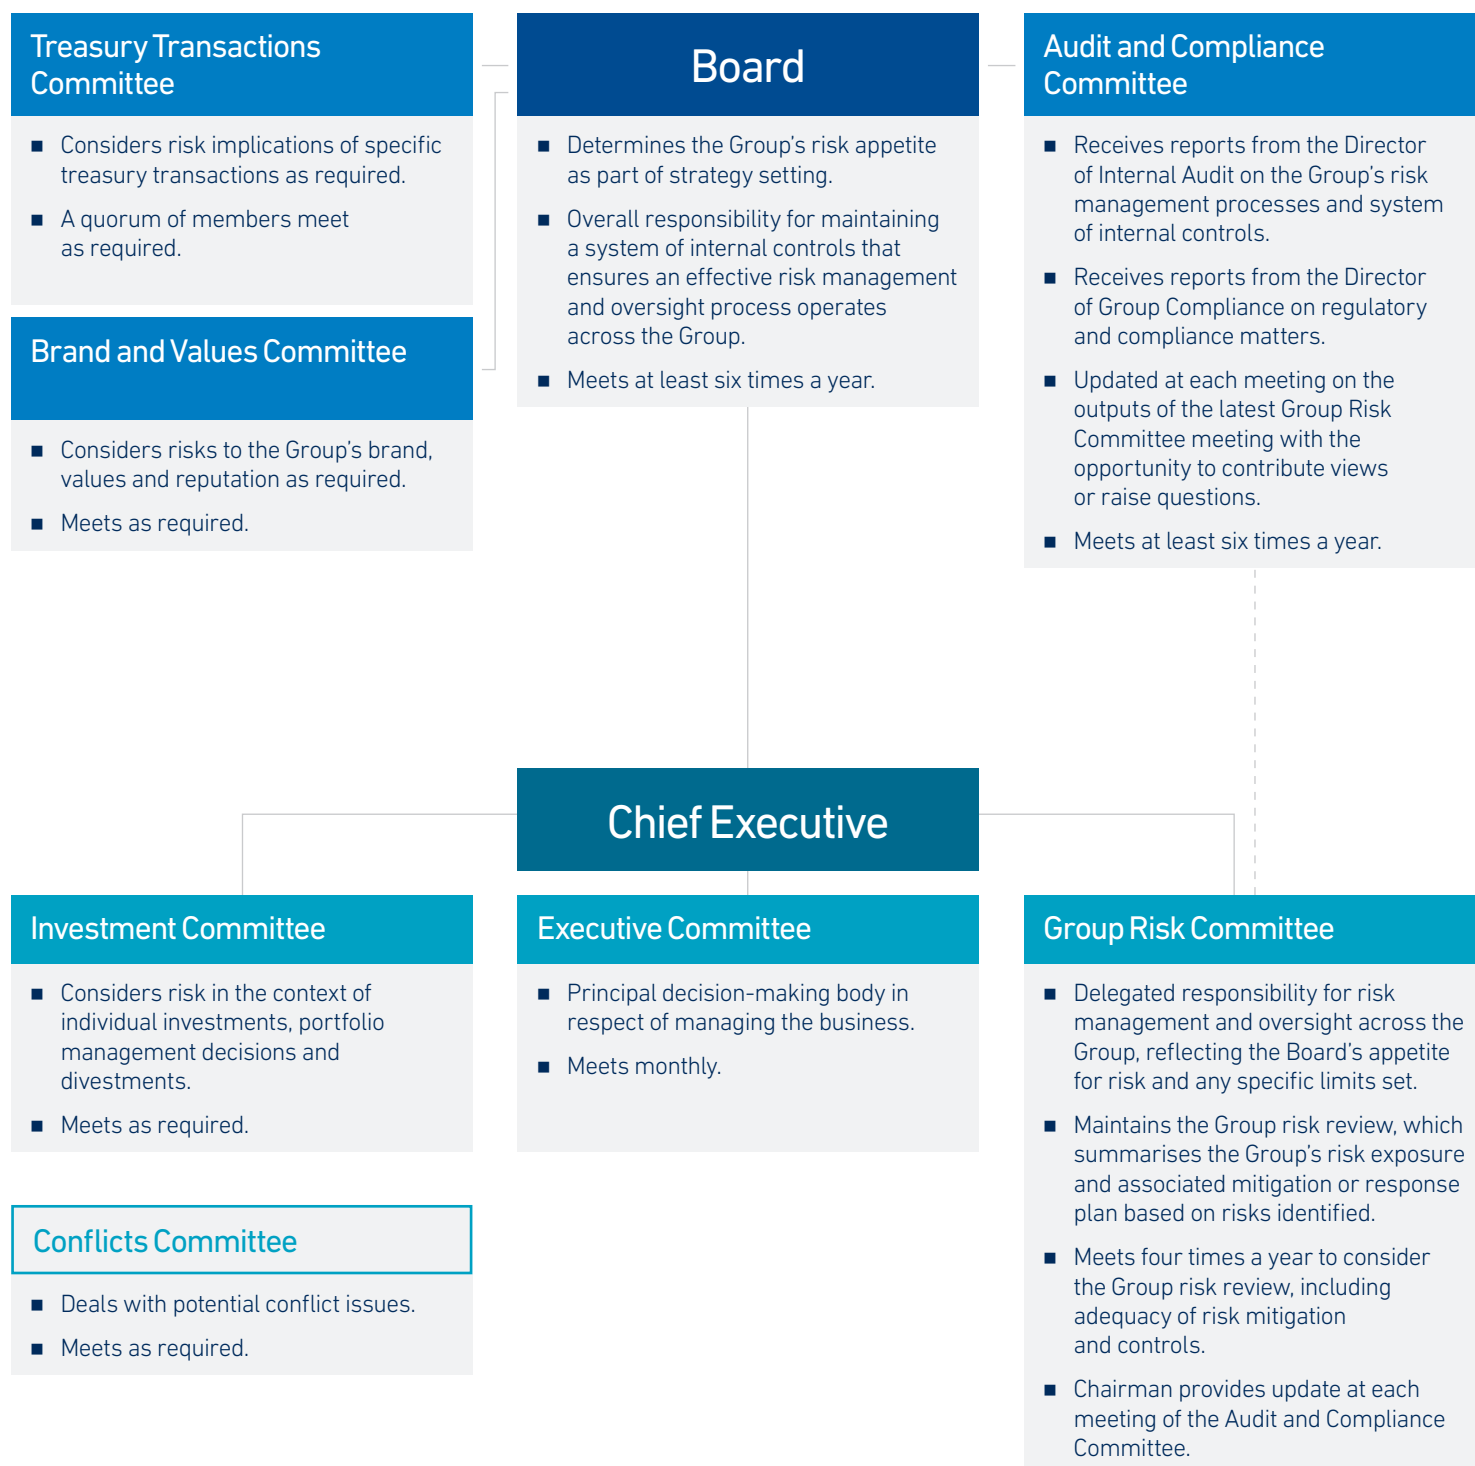 Treasury Transactions
Committee
■ Considers risk implications of specific
treasury transactions as required.
■ A quorum of members meet
as required.
Brand and Values Committee
■ Considers risks to the Group’s brand,
values and reputation as required.
■ Meets as required.
Board
■ Determines the Group’s risk appetite
as part of strategy setting.
■ Overall responsibility for maintaining
a system of internal controls that
ensures an effective risk management
and oversight process operates
across the Group.
■ Meets at least six times a year.
Audit and Compliance
Committee
■ Receives reports from the Director
of Internal Audit on the Group’s risk
management processes and system
of internal controls.
■ Receives reports from the Director
of Group Compliance on regulatory
and compliance matters.
■ Updated at each meeting on the
outputs of the latest Group Risk
Committee meeting with the
opportunity to contribute views
or raise questions.
■ Meets at least six times a year.
Chief Executive
Investment Committee
■ Considers risk in the context of
individual investments, portfolio
management decisions and
divestments.
■ Meets as required.
Conflicts Committee
■ Deals with potential conflict issues.
■ Meets as required.
Executive Committee
■ Principal decision-making body in
respect of managing the business.
■ Meets monthly.
Group Risk Committee
■ Delegated responsibility for risk
management and oversight across the
Group, reflecting the Board’s appetite
for risk and any specific limits set.
■ Maintains the Group risk review, which
summarises the Group’s risk exposure
and associated mitigation or response
plan based on risks identified.
■ Meets four times a year to consider
the Group risk review, including
adequacy of risk mitigation
and controls.
■ Chairman provides update at each
meeting of the Audit and Compliance
Committee.